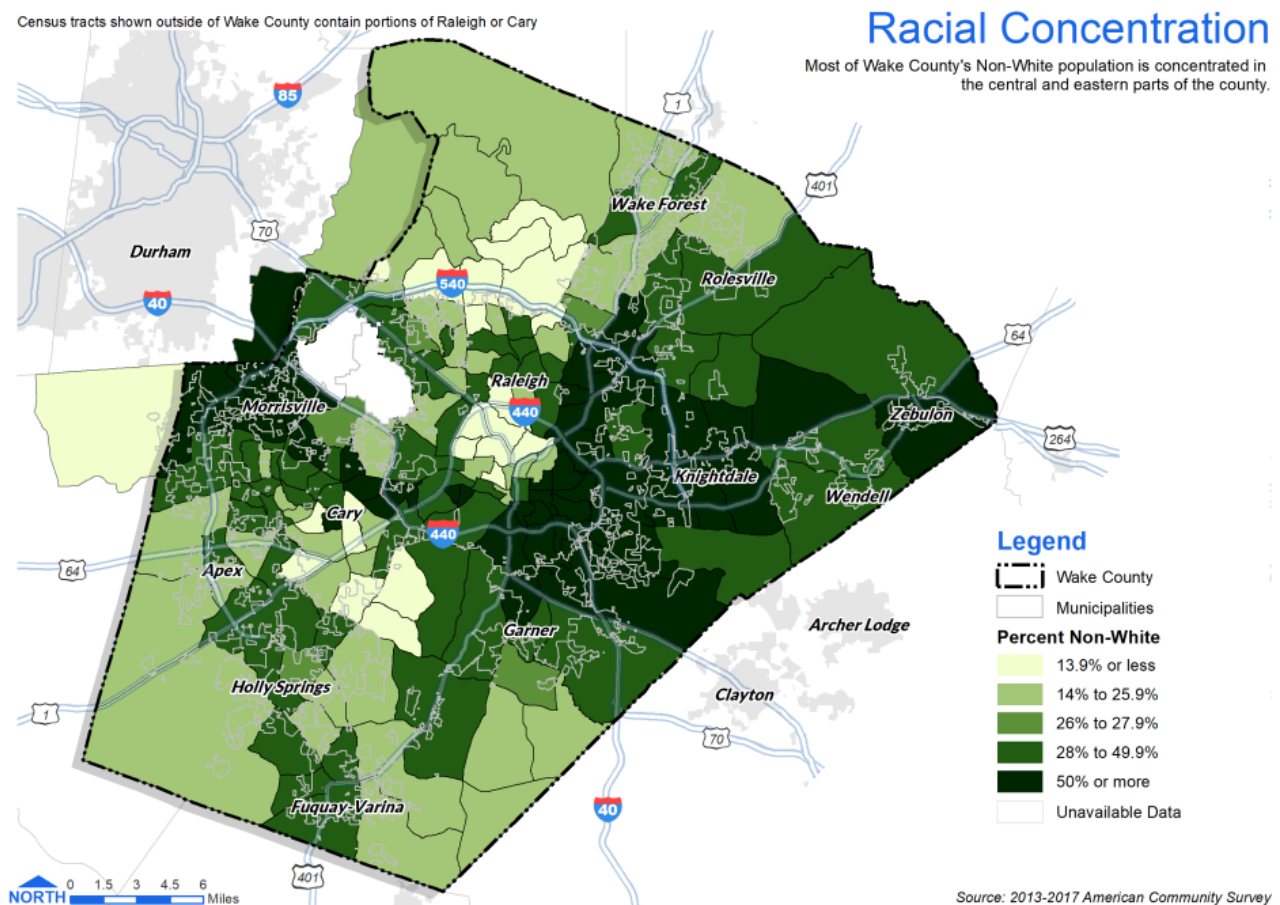 Census tracts shown outside of Wake County contain portions of Raleigh or Cary
Racial Concentration
Most of Wake County's Non-White population is concentrated in
the central and eastern parts of the county.
85
1
401
Wake Forest
70
Durham
540
Rolesville
40
64
Raleigh
Morrisville
440
Zebulon
264
Knightdale
Wendell
Cary
440
64
Apex
Garner
Archer Lodge
Holly Springs
Clayton
1
70
Fuquay-Varina
40
401
Legend
Wake County
Municipalities
Percent Non-White
13.9% or less
14% to 25.9%
26% to 27.9%
28% to 49.9%
50% or more
Unavailable Data
NORTH
0 1.5 3 4.5 6
Miles
Source: 2013-2017 American Community Survey